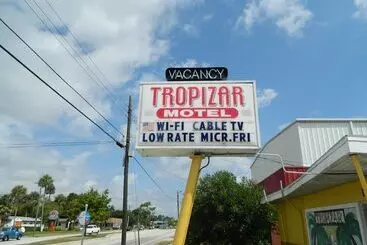 VACANCY
TROPIZAR
MOTEL
WI-FI CABLE TV
LOW RATE MICR.FRI